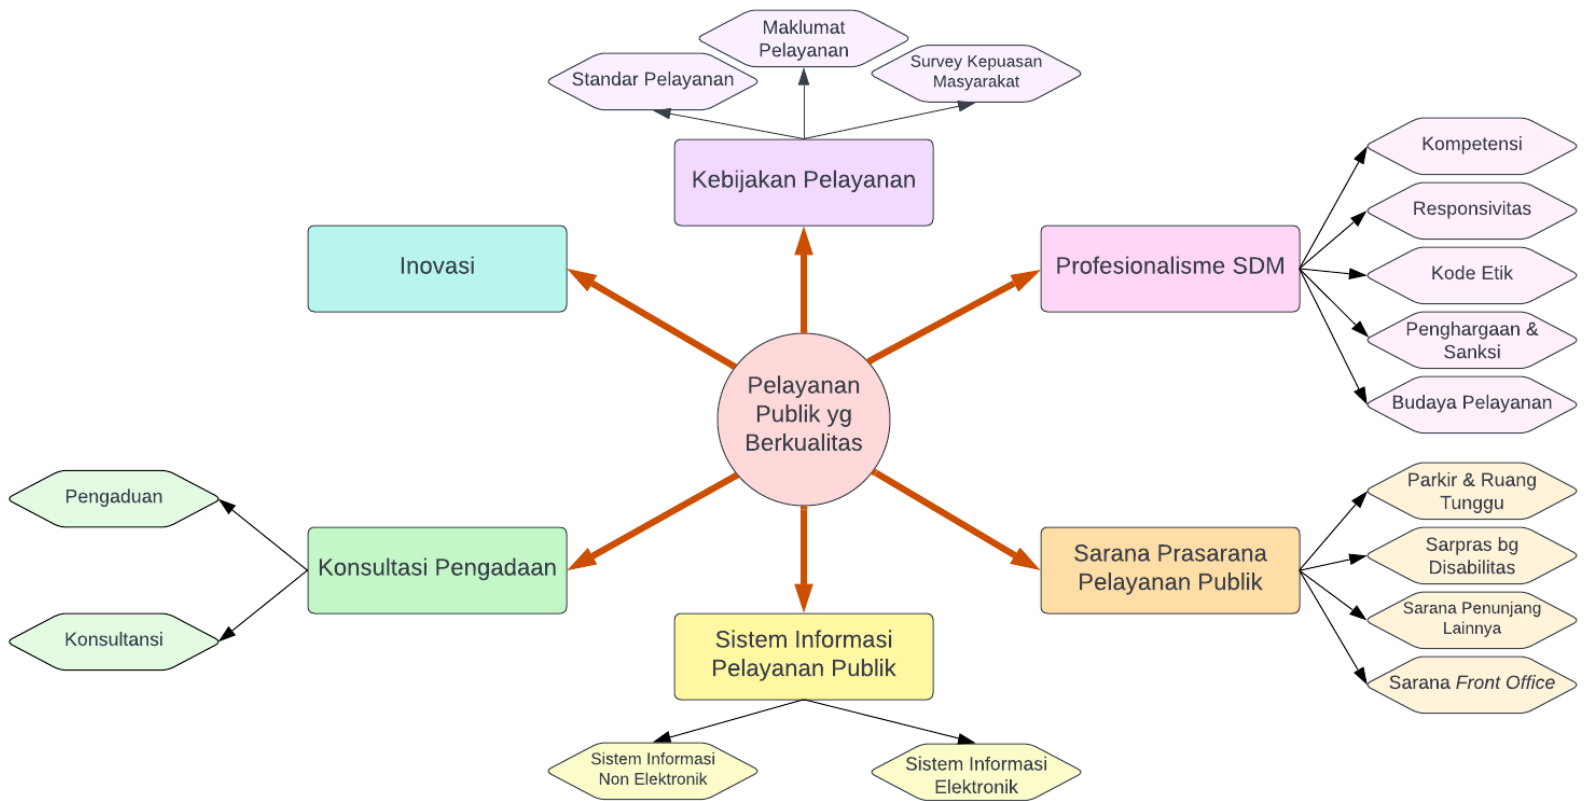 Maklumat
Pelayanan
Standar Pelayanan
Survey Kepuasan
Masyarakat
Kebijakan Pelayanan
Inovasi
Profesionalisme SDM
Kompetensi
Responsivitas
Kode Etik
Penghargaan &
Sanksi
Budaya Pelayanan
Pelayanan
Publik yg
Berkualitas
Pengaduan
Konsultansi
Konsultasi Pengadaan
Sistem Informasi
Pelayanan Publik
Sistem Informasi
Non Elektronik
Sistem Informasi
Elektronik
Sarana Prasarana
Pelayanan Publik
Parkir & Ruang
Tunggu
Sarpras bg
Disabilitas
Sarana Penunjang
Lainnya
Sarana Front Office